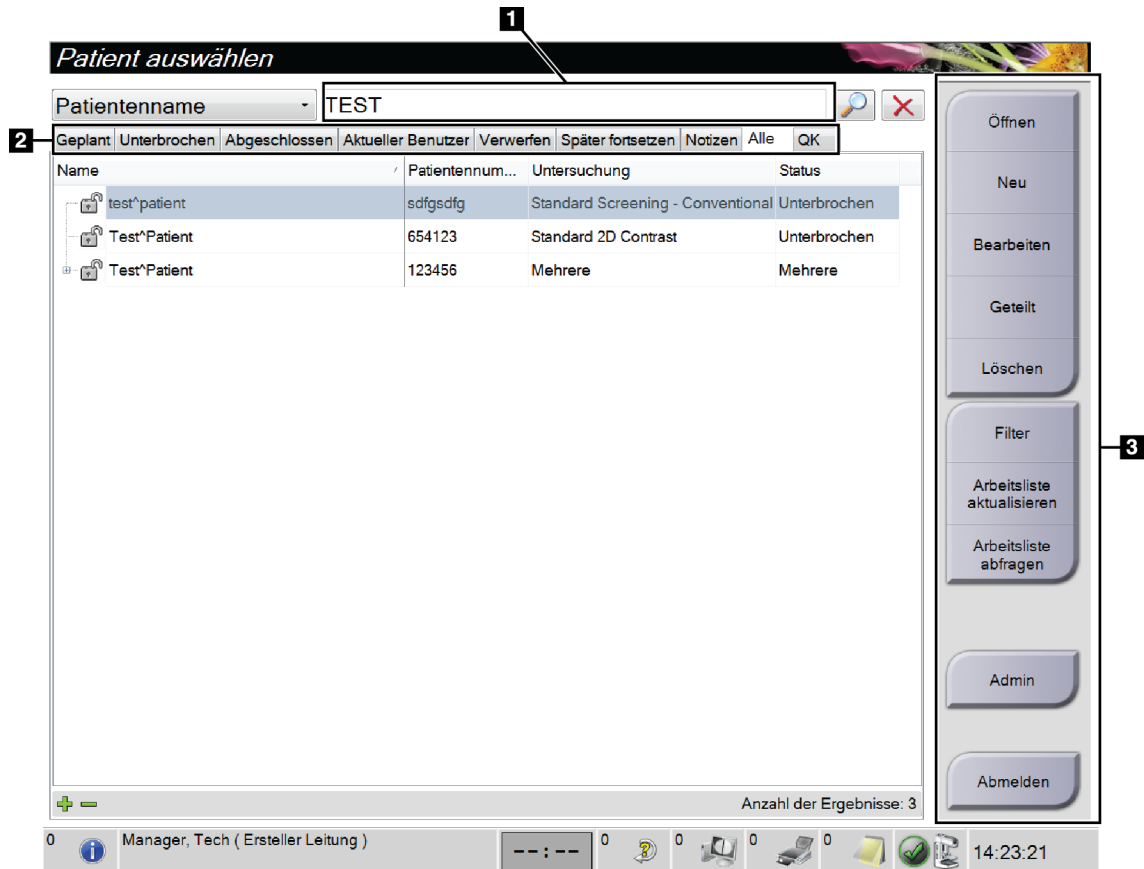 1
Patient auswählen
Patientenname
TEST
2
Geplant Unterbrochen Abgeschlossen Aktueller Benutzer Verwerfen Später fortsetzen Notizen Alle QK
Name Patientennum... Untersuchung Status
test^patient sdfgsdfg Standard Screening - Conventional Unterbrochen
Test^Patient 654123 Standard 2D Contrast Unterbrochen
Test^Patient 123456 Mehrere Mehrere
Anzahl der Ergebnisse: 3
Öffnen
Neu
Bearbeiten
Geteilt
Löschen
Filter
Arbeitsliste
aktualisieren
Arbeitsliste
abfragen
Admin
Abmelden
3
0 Manager, Tech ( Ersteller Leitung ) --:-- 0 0 0 0 14:23:21